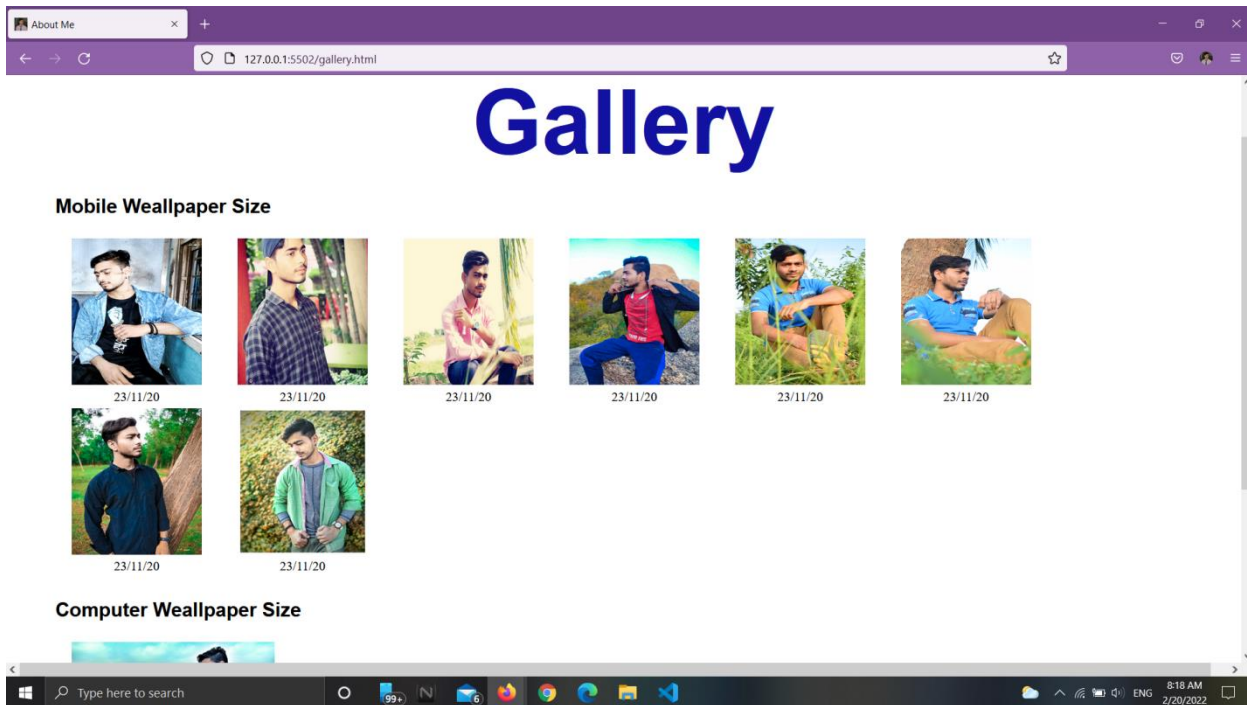 About Me
127.0.0.1:5502/gallery.html
Gallery
Mobile Weallpaper Size
23/11/20 23/11/20 23/11/20 23/11/20 23/11/20 23/11/20
23/11/20 23/11/20
Computer Weallpaper Size
Type here to search
99+
N
6
ENG
8:18 AM
2/20/2022